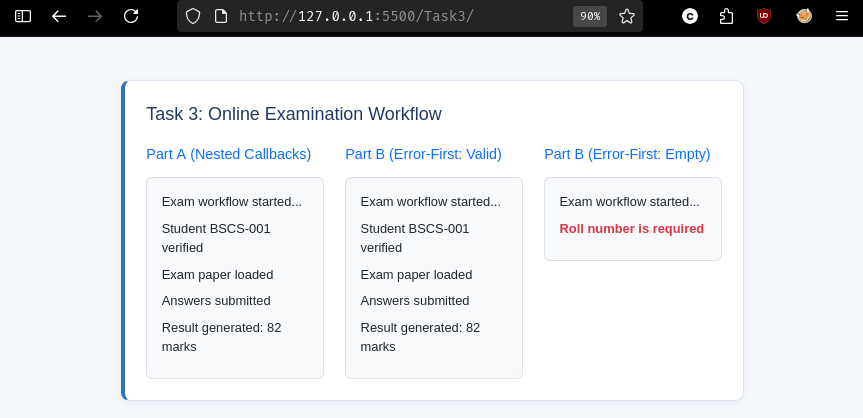 http://127.0.0.1:5500/Task3/
90%
C
UD
Task 3: Online Examination Workflow
Part A (Nested Callbacks)
Exam workflow started...
Student BSCS-001
verified
Exam paper loaded
Answers submitted
Result generated: 82
marks
Part B (Error-First: Valid)
Exam workflow started...
Student BSCS-001
verified
Exam paper loaded
Answers submitted
Result generated: 82
marks
Part B (Error-First: Empty)
Exam workflow started...
Roll number is required